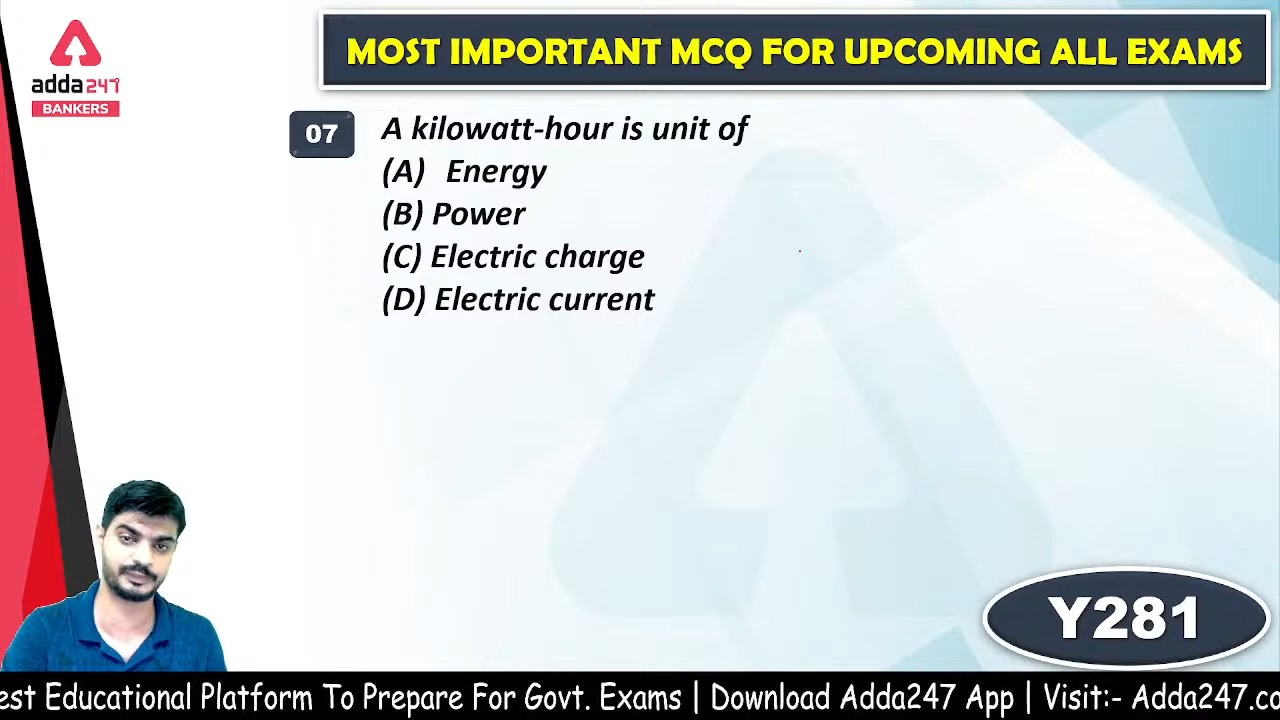 MOST IMPORTANT MCQ FOR UPCOMING ALL EXAMS
adda247
BANKERS
07
A kilowatt-hour is unit of
(A) Energy
(B) Power
(C) Electric charge
(D) Electric current
Y281
est Educational Platform To Prepare For Govt. Exams | Download Adda247 App | Visit:- Adda247.co